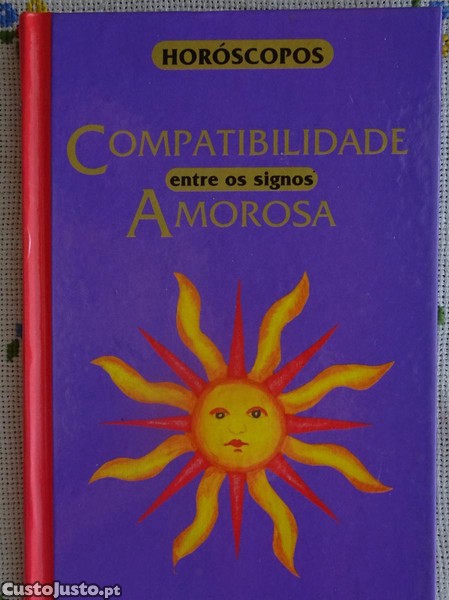 HORÓSCOPOS
COMPATIBILIDADE
entre os signos
AMOROSA
CustoJusto.pt